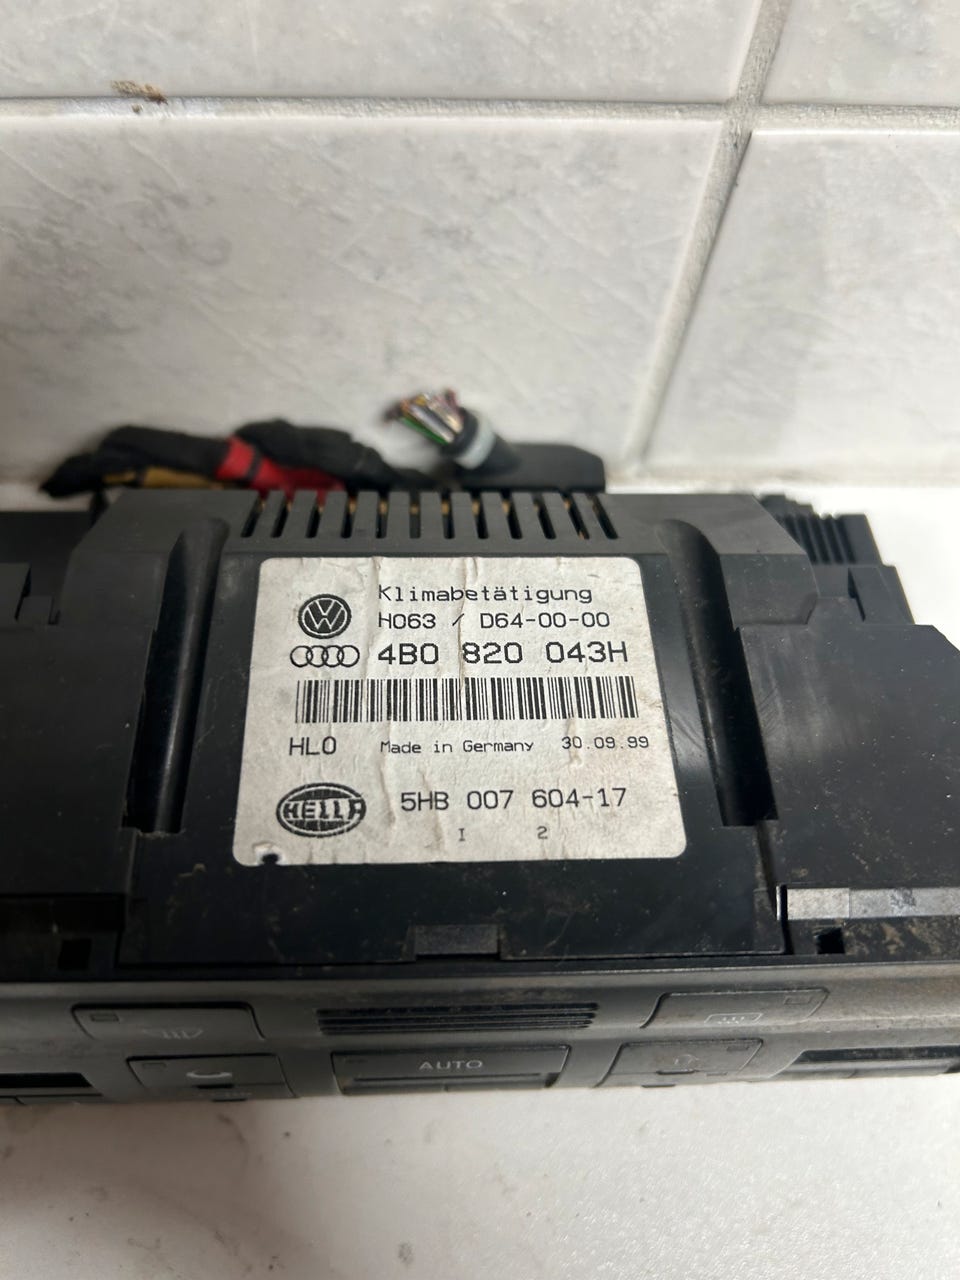 Klimabetätigung
H063 / D64-00-00
4B0 820 043H
HLO Made in Germany 30.09.99
HELLA 5HB 007 604-17
I 2
AUTO